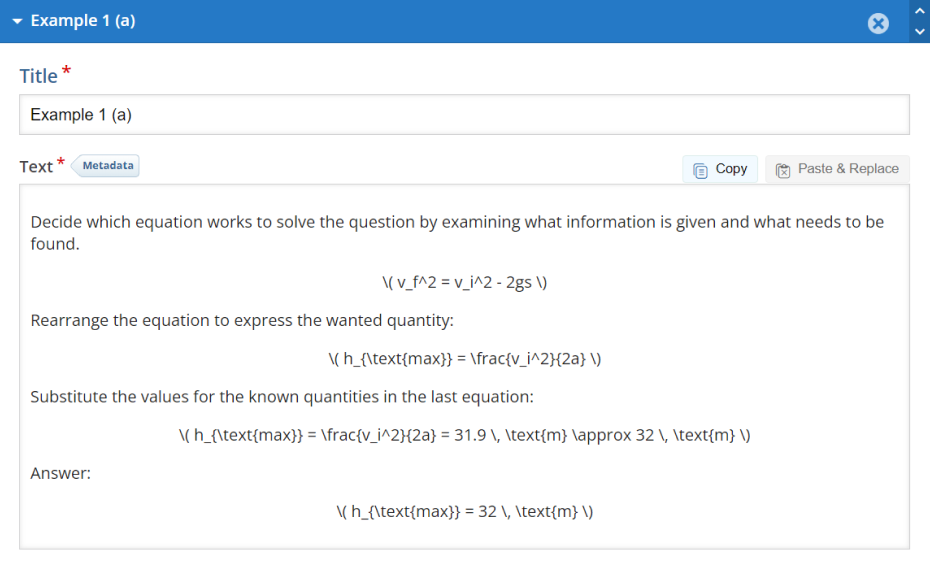 Example 1 (a)
Title *
Example 1 (a)
Text * Metadata
Copy Paste & Replace
Decide which equation works to solve the question by examining what information is given and what needs to be
found.
\( v_f^2 = v_i^2 - 2gs \)
Rearrange the equation to express the wanted quantity:
\( h_{\text{max}} = \frac{v_i^2}{2a} \)
Substitute the values for the known quantities in the last equation:
\( h_{\text{max}} = \frac{v_i^2}{2a} = 31.9 \, \text{m} \approx 32 \, \text{m} \)
Answer:
\( h_{\text{max}} = 32 \, \text{m} \)